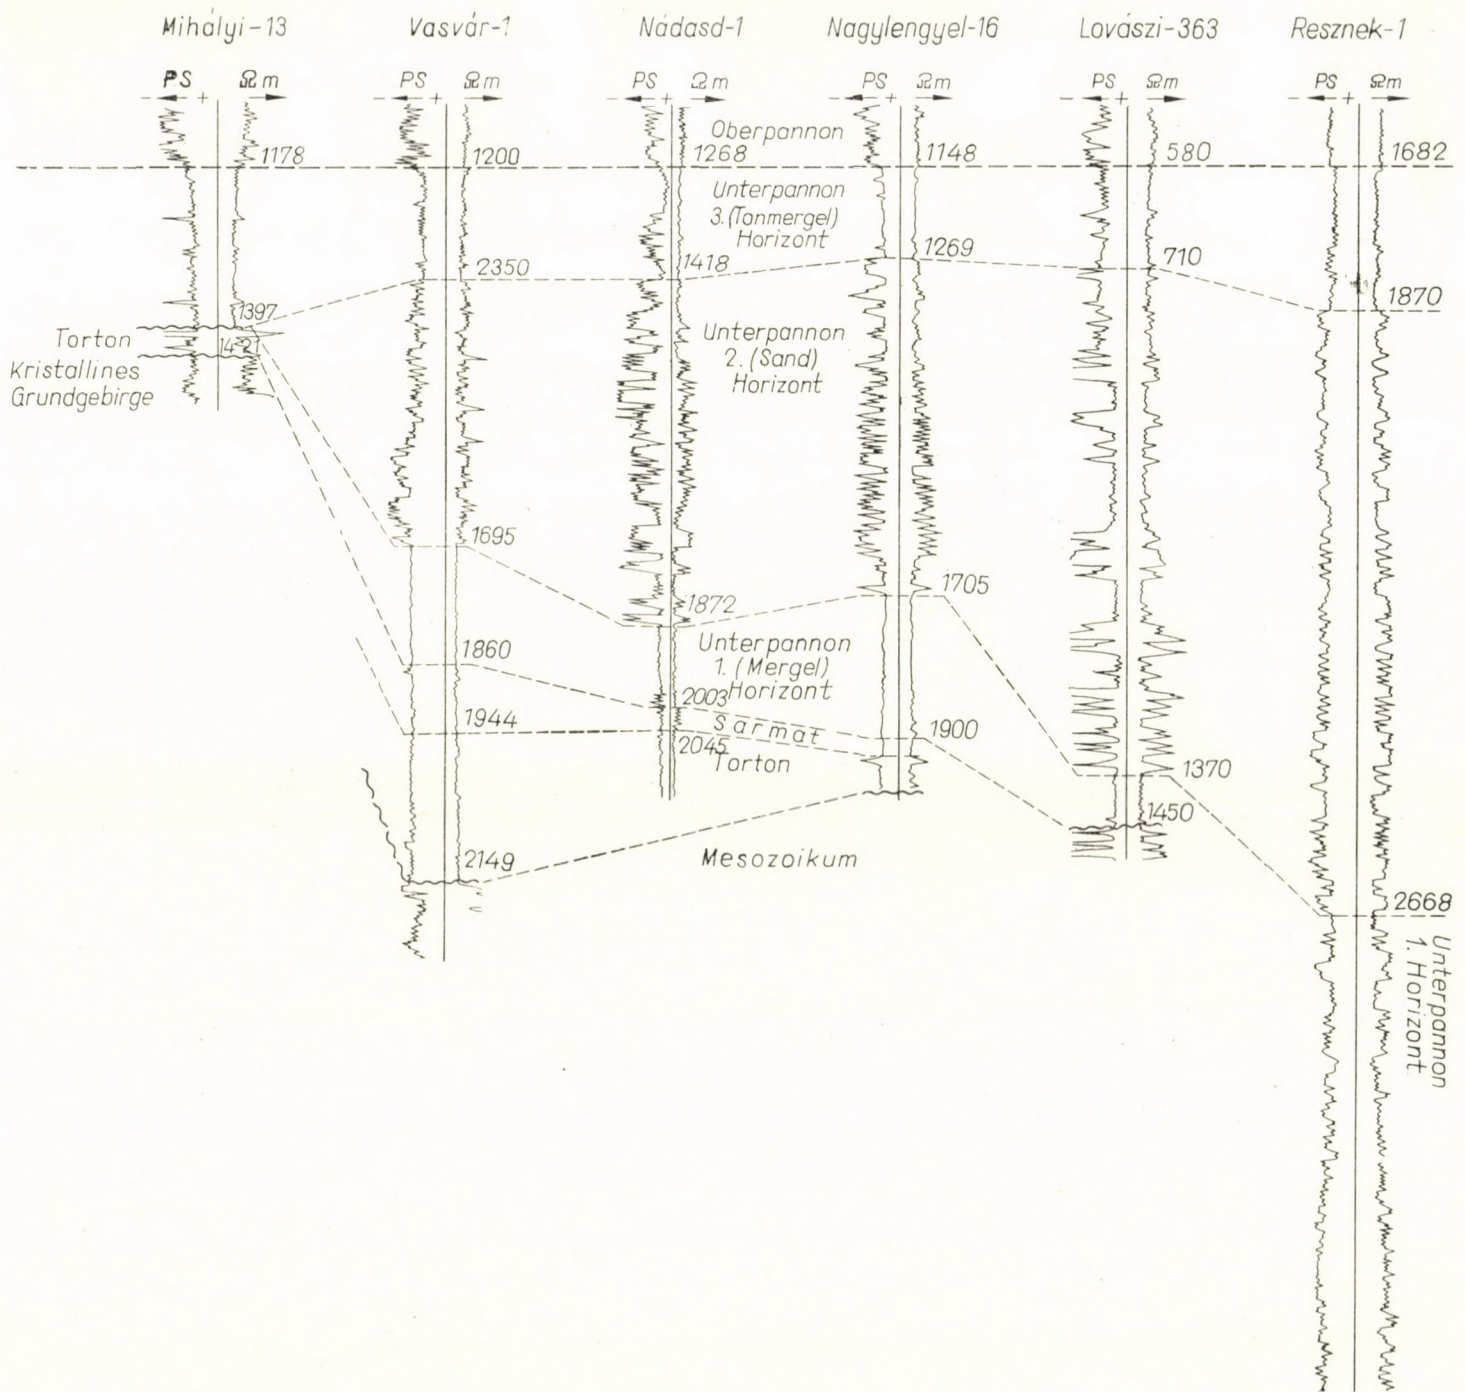 Mihályi-13 Vasvár-1 Nádasd-1 Nagylengyel-16 Lovászi-363 Resznek-1
PS Ωm PS Ωm PS Ωm PS Ωm PS Ωm PS Ωm
- + - + - + - + - + - +
Oberpannon
1178 1200 1268 1148 580 1682
Unterpannon
3.(Tonmergel)
Horizont
2350 1418 1269 710 1870
1397
Torton
1421
Kristallines
Grundgebirge
Unterpannon
2. (Sand)
Horizont
1695 1872 1705
Unterpannon
1. (Mergel)
Horizont
1860 2003
Sarmat
1944 2045 1900
Torton
1370
1450
2149
Mesozoikum
2668
Unterpannon
1. Horizont